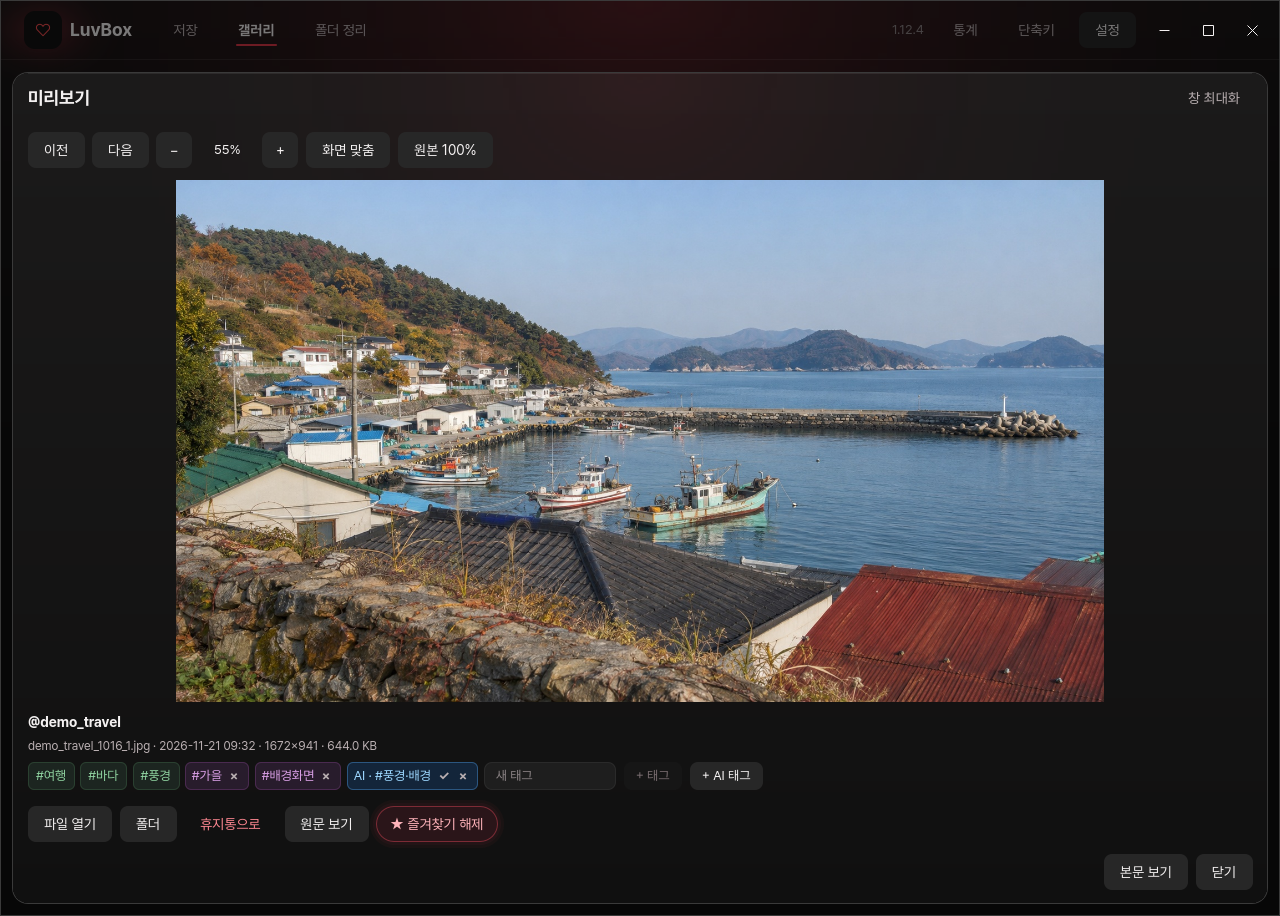 LuvBox 저장 갤러리 폴더 정리 1.12.4 통계 단축키 설정
미리보기 창 최대화
이전 다음 − 55% + 화면 맞춤 원본 100%
@demo_travel
demo_travel_1016_1.jpg · 2026-11-21 09:32 · 1672×941 · 644.0 KB
#여행 #바다 #풍경 #가을 × #배경화면 × AI · #풍경·배경 ✓ × 새 태그 + 태그 + AI 태그
파일 열기 폴더 휴지통으로 원문 보기 ★ 즐겨찾기 해제
본문 보기 닫기